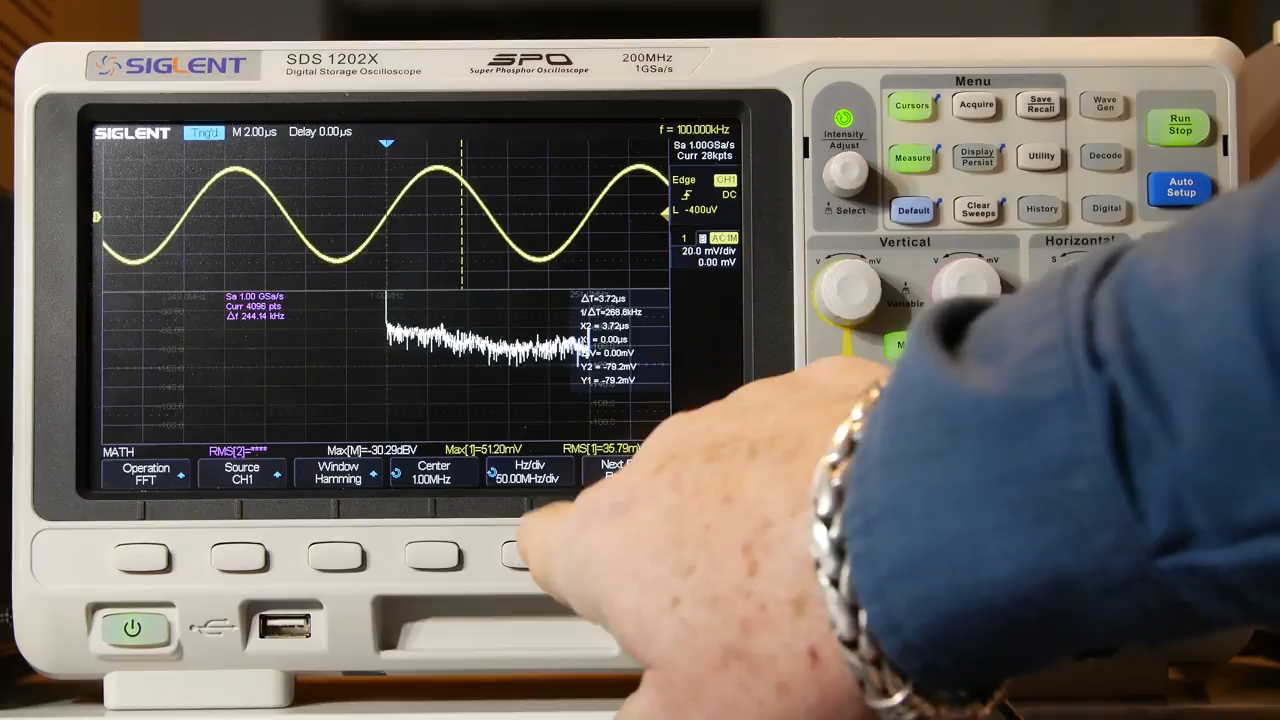 SIGLENT
SDS 1202X
Digital Storage Oscilloscope
SPO
Super Phosphor Oscilloscope
200MHz
1GSa/s
SIGLENT
Trig'd
M 2.00µs
Delay 0.00µs
f = 100.000kHz
Sa 1.00GSa/s
Curr 28kpts
Edge CH1
DC
L -400uV
1 B AC1M
20.0 mV/div
0.00 mV
Sa 1.00 GSa/s
Curr 4096 pts
Δf 244.14 kHz
1.00MHz
ΔT=3.72µs
1/ΔT=268.8kHz
X2 = 3.72µs
= 0.00µs
= 0.00mV
Y2 = -79.2mV
Y1 = -79.2mV
MATH
RMS[2]=****
Max[M]=-30.29dBV
Max[1]=51.20mV
RMS[1]=35.79m
Operation
FFT
Source
CH1
Window
Hamming
Center
1.00MHz
Hz/div
50.00MHz/div
Next
Menu
Cursors
Acquire
Save
Recall
Wave
Gen
Run
Stop
Intensity
Adjust
Select
Measure
Display
Persist
Utility
Decode
Auto
Setup
Default
Clear
Sweeps
History
Digital
Vertical
Horizontal
V mV
V mV
S
Variable
M